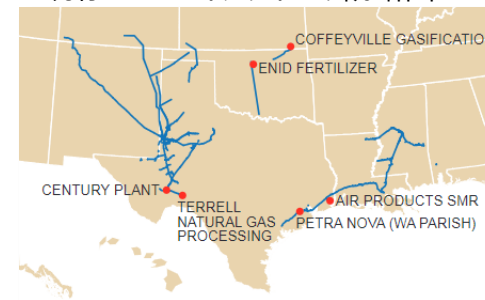 COFFEYVILLE GASIFICATIO
ENID FERTILIZER
CENTURY PLANT
TERRELL
NATURAL GAS
PROCESSING
AIR PRODUCTS SMR
PETRA NOVA (WA PARISH)